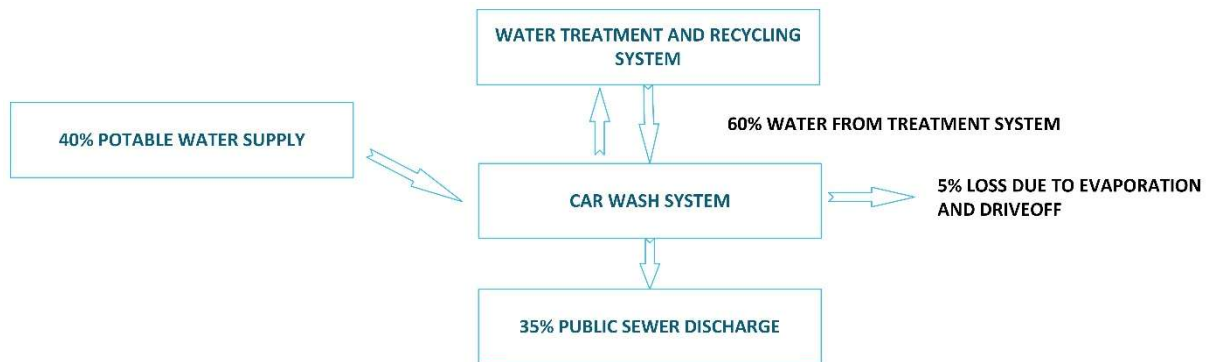 WATER TREATMENT AND RECYCLING
SYSTEM
40% POTABLE WATER SUPPLY
60% WATER FROM TREATMENT SYSTEM
CAR WASH SYSTEM
5% LOSS DUE TO EVAPORATION
AND DRIVEOFF
35% PUBLIC SEWER DISCHARGE